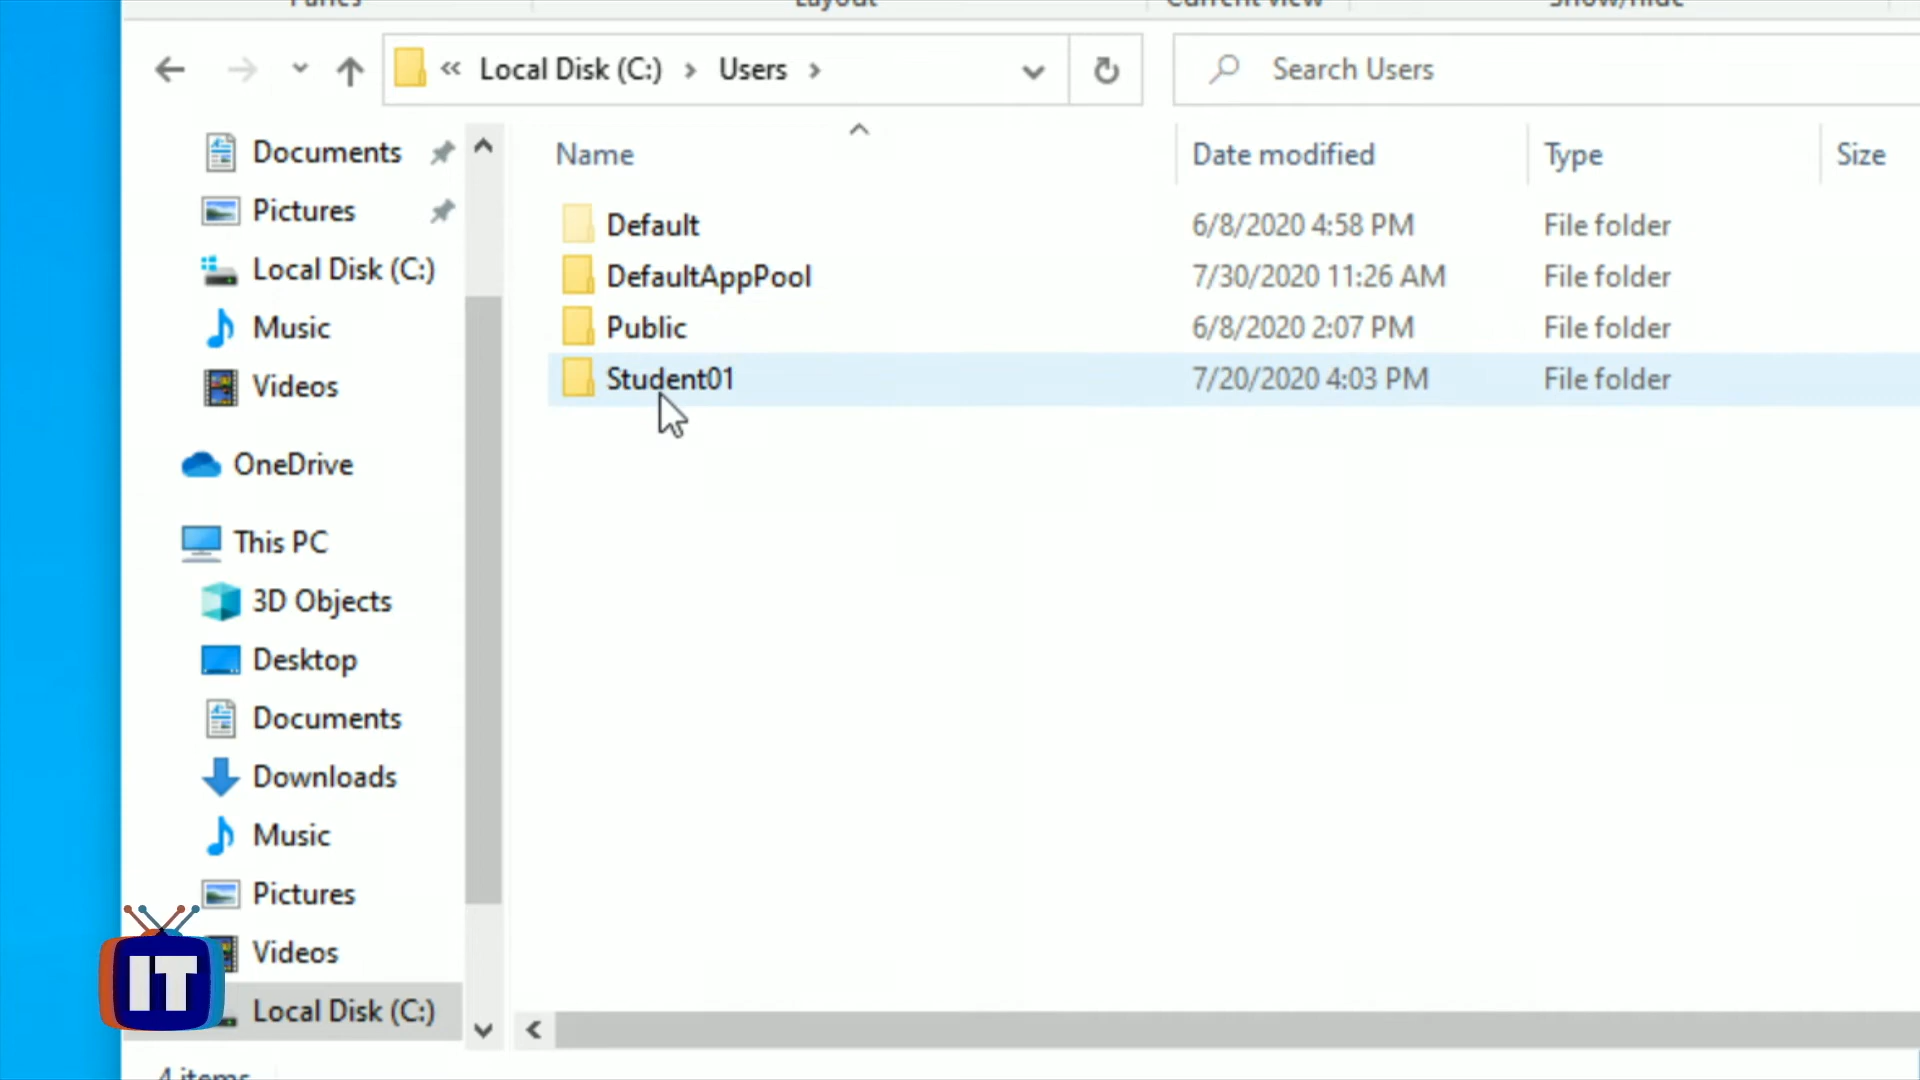 Panes Layout Current view Show/hide
« Local Disk (C:) › Users › Search Users
Name Date modified Type Size
Default 6/8/2020 4:58 PM File folder
DefaultAppPool 7/30/2020 11:26 AM File folder
Public 6/8/2020 2:07 PM File folder
Student01 7/20/2020 4:03 PM File folder
Documents
Pictures
Local Disk (C:)
Music
Videos
OneDrive
This PC
3D Objects
Desktop
Documents
Downloads
Music
Pictures
Videos
Local Disk (C:)
IT
4 items